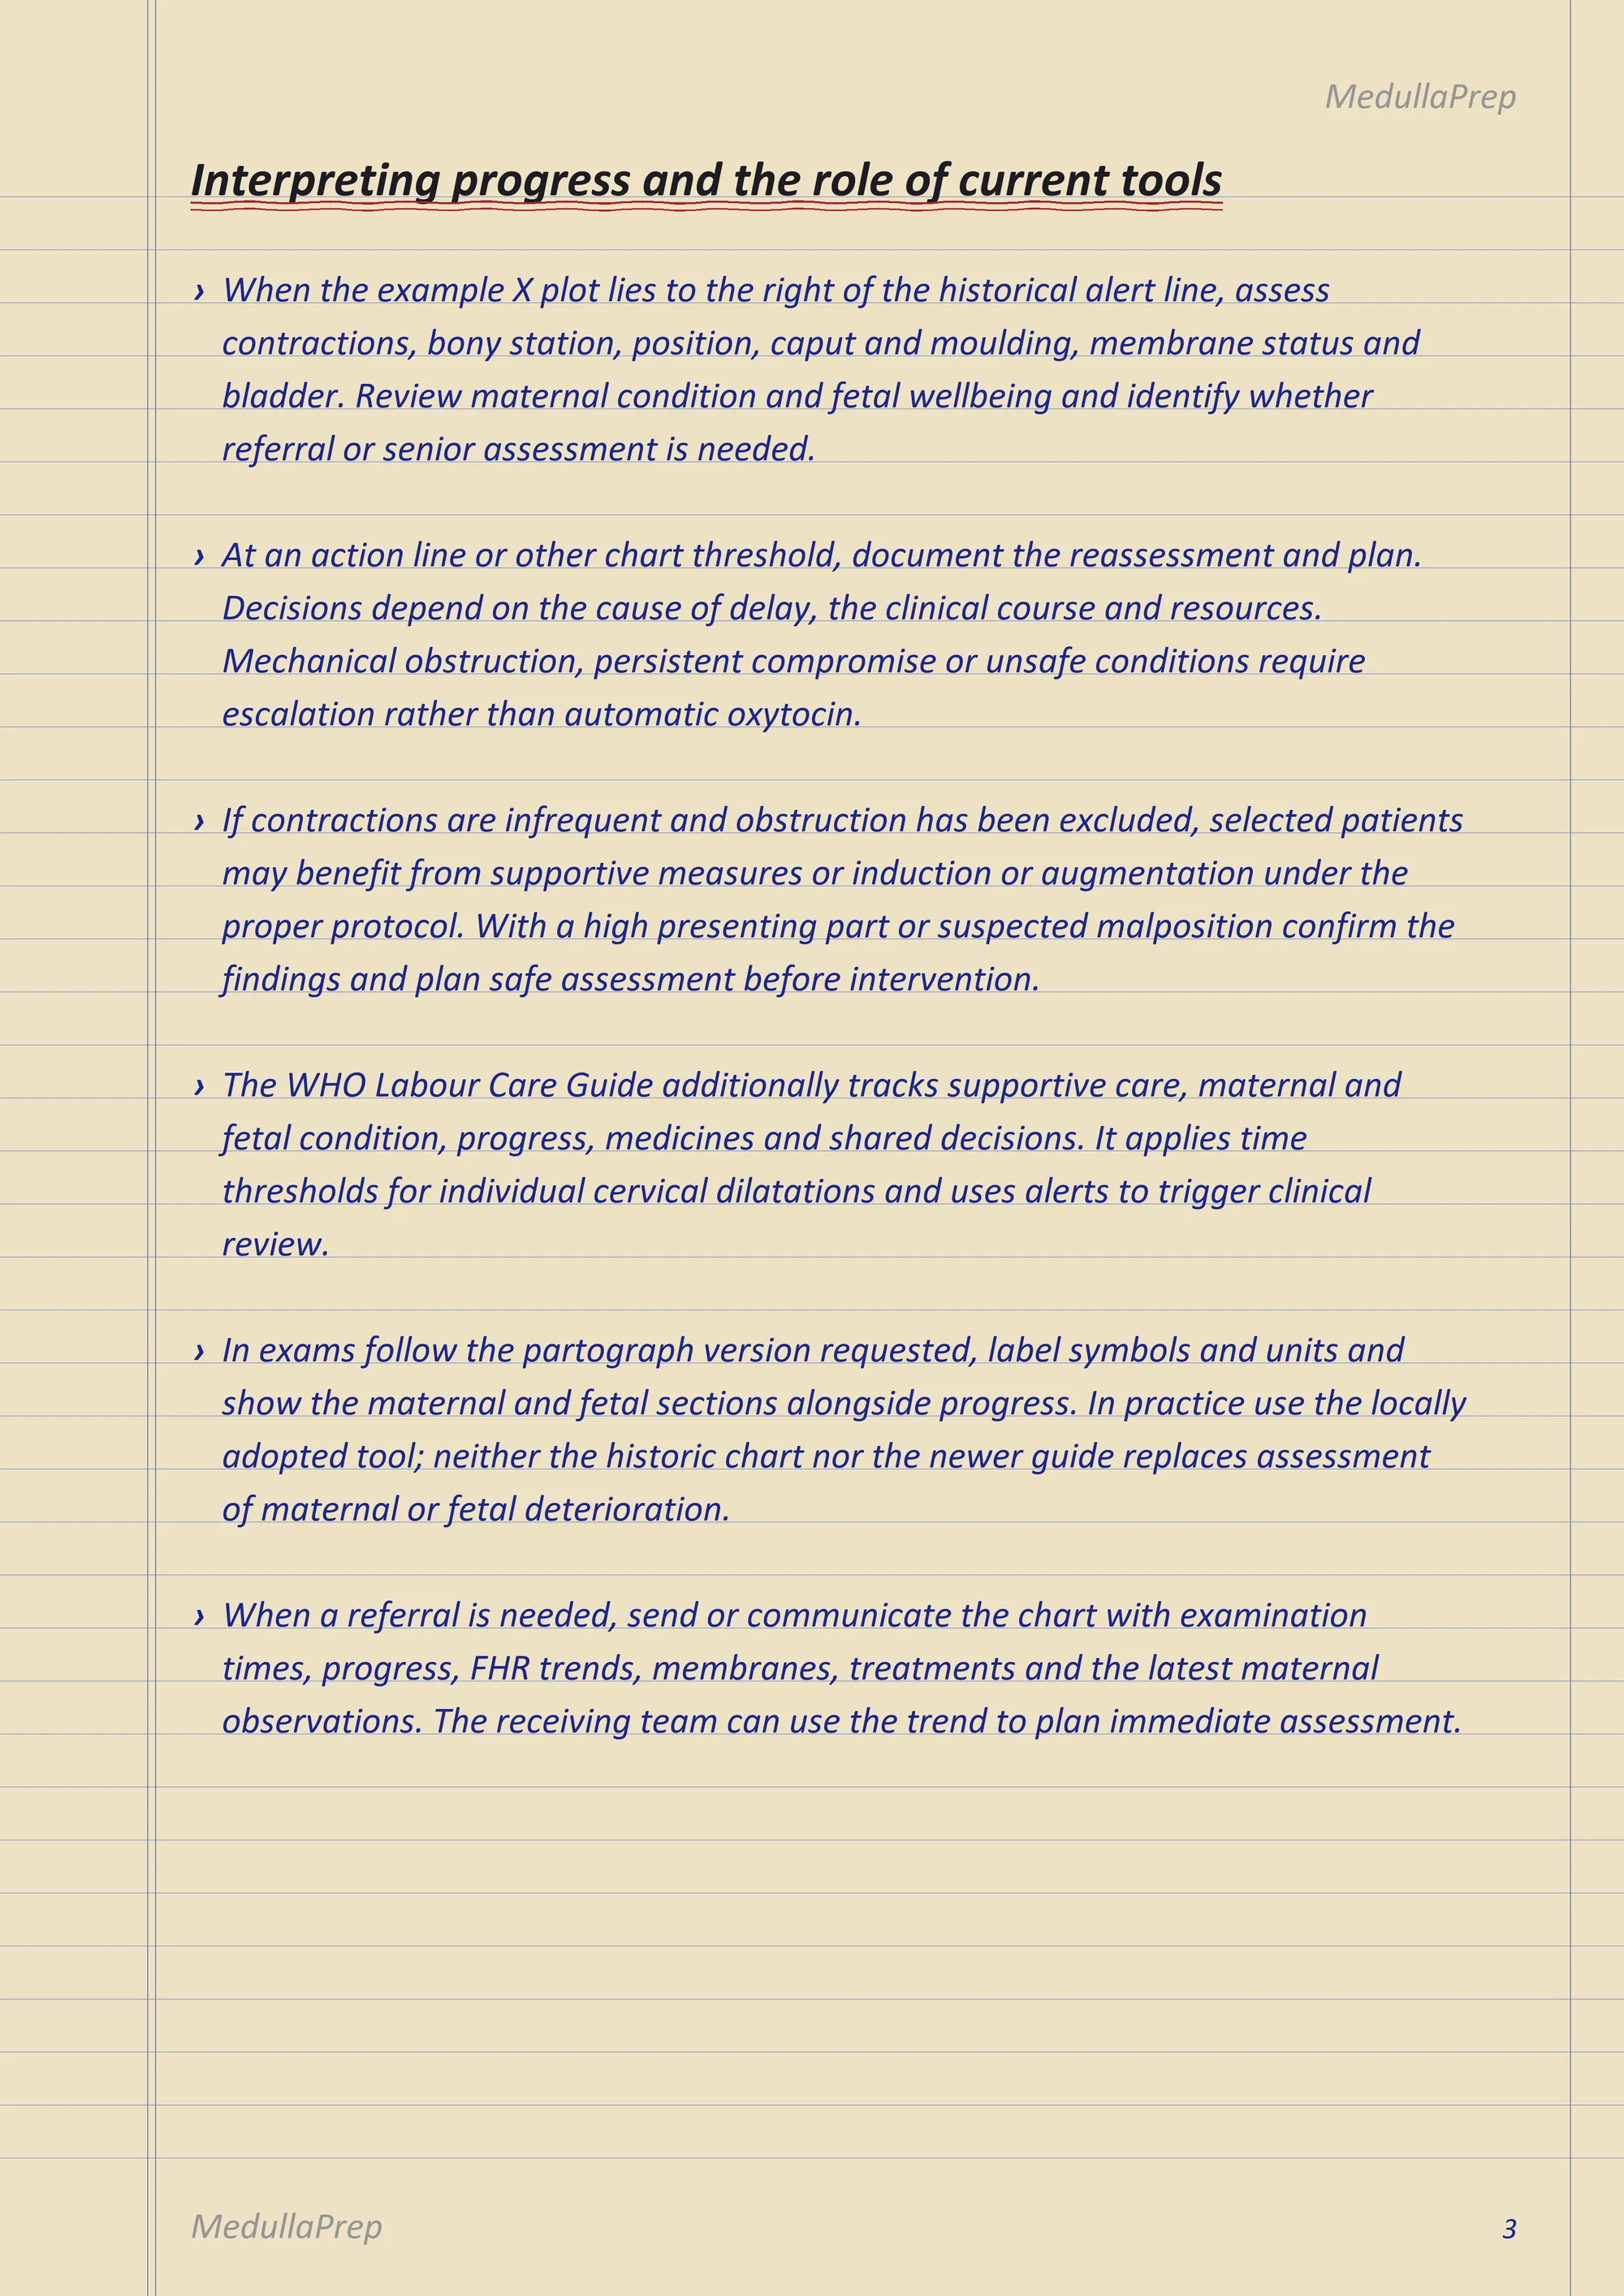 MedullaPrep
Interpreting progress and the role of current tools
› When the example X plot lies to the right of the historical alert line, assess
contractions, bony station, position, caput and moulding, membrane status and
bladder. Review maternal condition and fetal wellbeing and identify whether
referral or senior assessment is needed.
› At an action line or other chart threshold, document the reassessment and plan.
Decisions depend on the cause of delay, the clinical course and resources.
Mechanical obstruction, persistent compromise or unsafe conditions require
escalation rather than automatic oxytocin.
› If contractions are infrequent and obstruction has been excluded, selected patients
may benefit from supportive measures or induction or augmentation under the
proper protocol. With a high presenting part or suspected malposition confirm the
findings and plan safe assessment before intervention.
› The WHO Labour Care Guide additionally tracks supportive care, maternal and
fetal condition, progress, medicines and shared decisions. It applies time
thresholds for individual cervical dilatations and uses alerts to trigger clinical
review.
› In exams follow the partograph version requested, label symbols and units and
show the maternal and fetal sections alongside progress. In practice use the locally
adopted tool; neither the historic chart nor the newer guide replaces assessment
of maternal or fetal deterioration.
› When a referral is needed, send or communicate the chart with examination
times, progress, FHR trends, membranes, treatments and the latest maternal
observations. The receiving team can use the trend to plan immediate assessment.
MedullaPrep
3